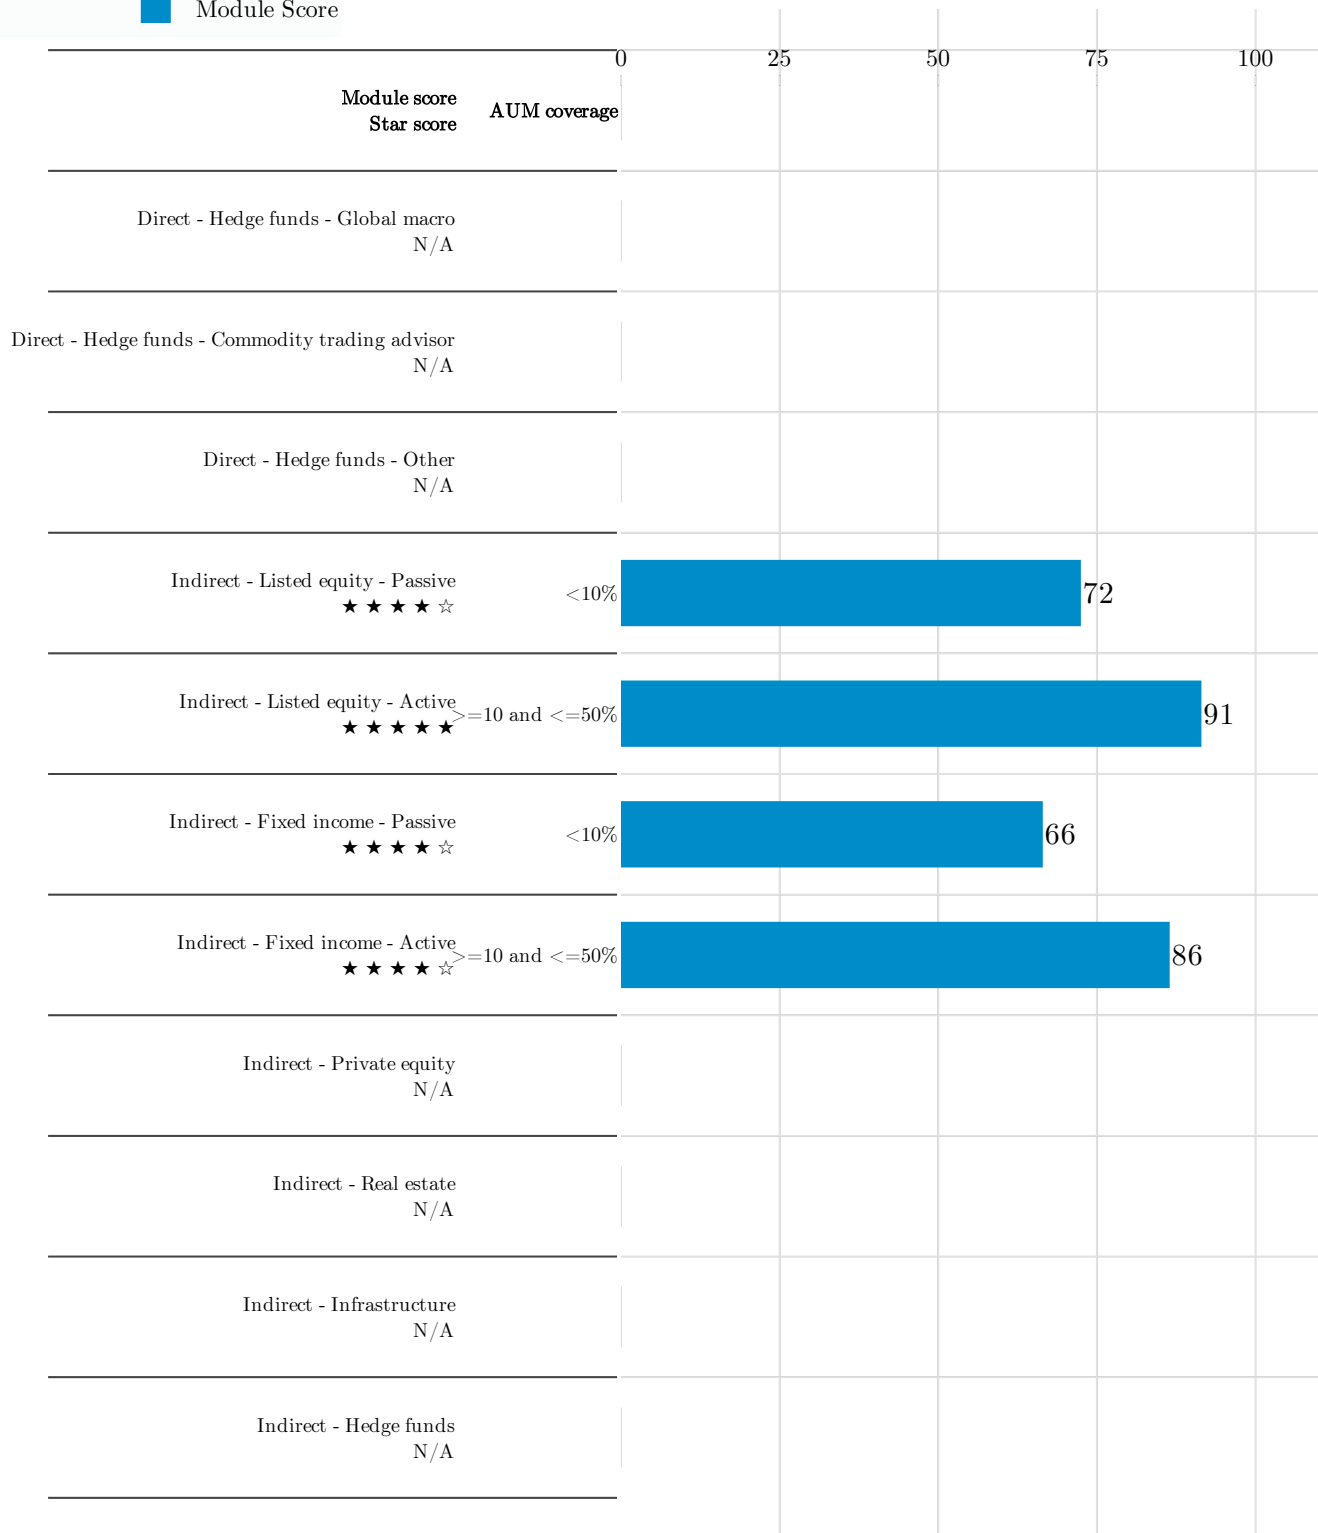 Module Score
0 25 50 75 100
Module score
Star score
AUM coverage
Direct - Hedge funds - Global macro
N/A
Direct - Hedge funds - Commodity trading advisor
N/A
Direct - Hedge funds - Other
N/A
Indirect - Listed equity - Passive
★ ★ ★ ★ ☆
<10%
72
Indirect - Listed equity - Active
★ ★ ★ ★ ★
>=10 and <=50%
91
Indirect - Fixed income - Passive
★ ★ ★ ★ ☆
<10%
66
Indirect - Fixed income - Active
★ ★ ★ ★ ☆
>=10 and <=50%
86
Indirect - Private equity
N/A
Indirect - Real estate
N/A
Indirect - Infrastructure
N/A
Indirect - Hedge funds
N/A